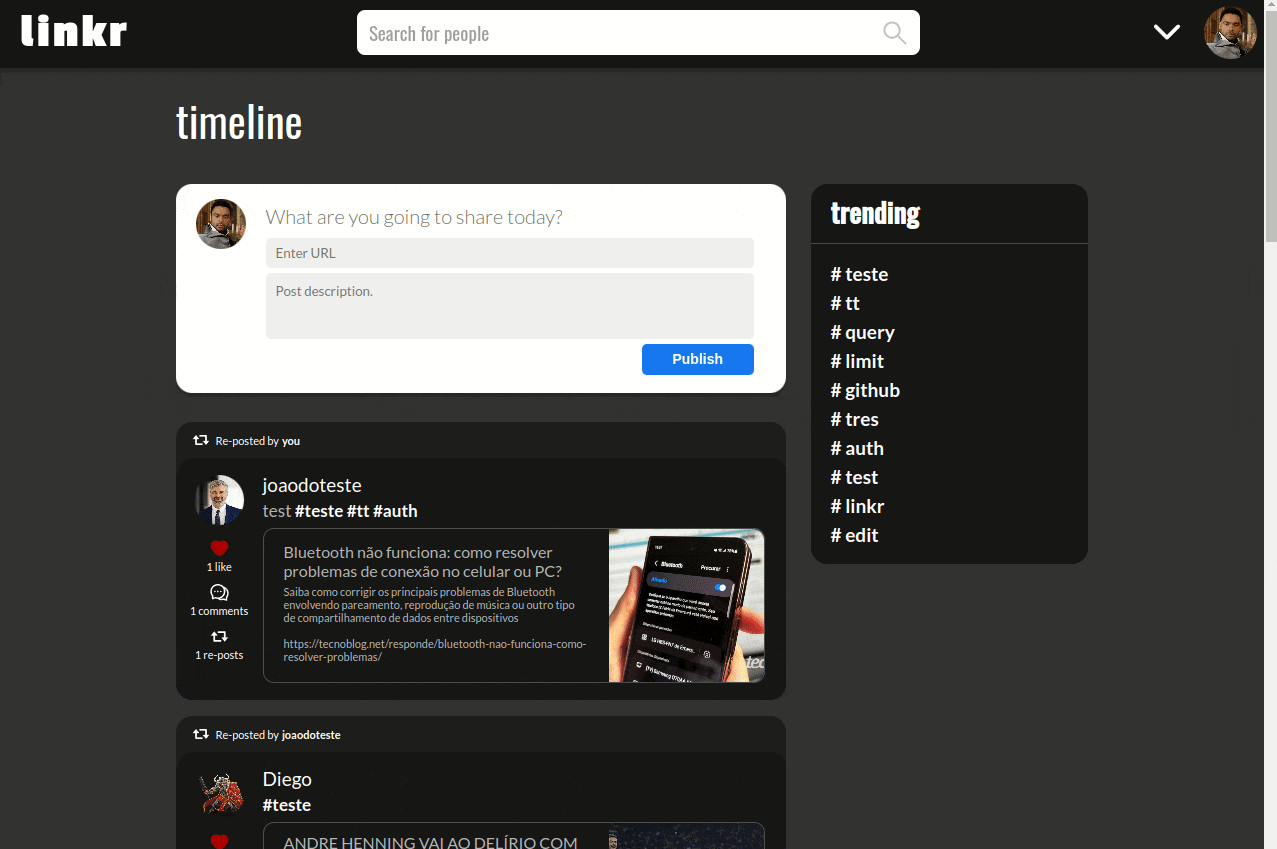 linkr
Search for people
timeline
What are you going to share today?
Enter URL
Post description.
Publish
trending
# teste
# tt
# query
# limit
# github
# tres
# auth
# test
# linkr
# edit
Re-posted by you
joaodoteste
test #teste #tt #auth
1 like
1 comments
1 re-posts
Bluetooth não funciona: como resolver
problemas de conexão no celular ou PC?
Saiba como corrigir os principais problemas de Bluetooth
envolvendo pareamento, reprodução de música ou outro tipo
de compartilhamento de dados entre dispositivos
https://tecnoblog.net/responde/bluetooth-nao-funciona-como-
resolver-problemas/
Bluetooth
Procurar
Ativado
Re-posted by joaodoteste
Diego
#teste
ANDRE HENNING VAI AO DELÍRIO COM